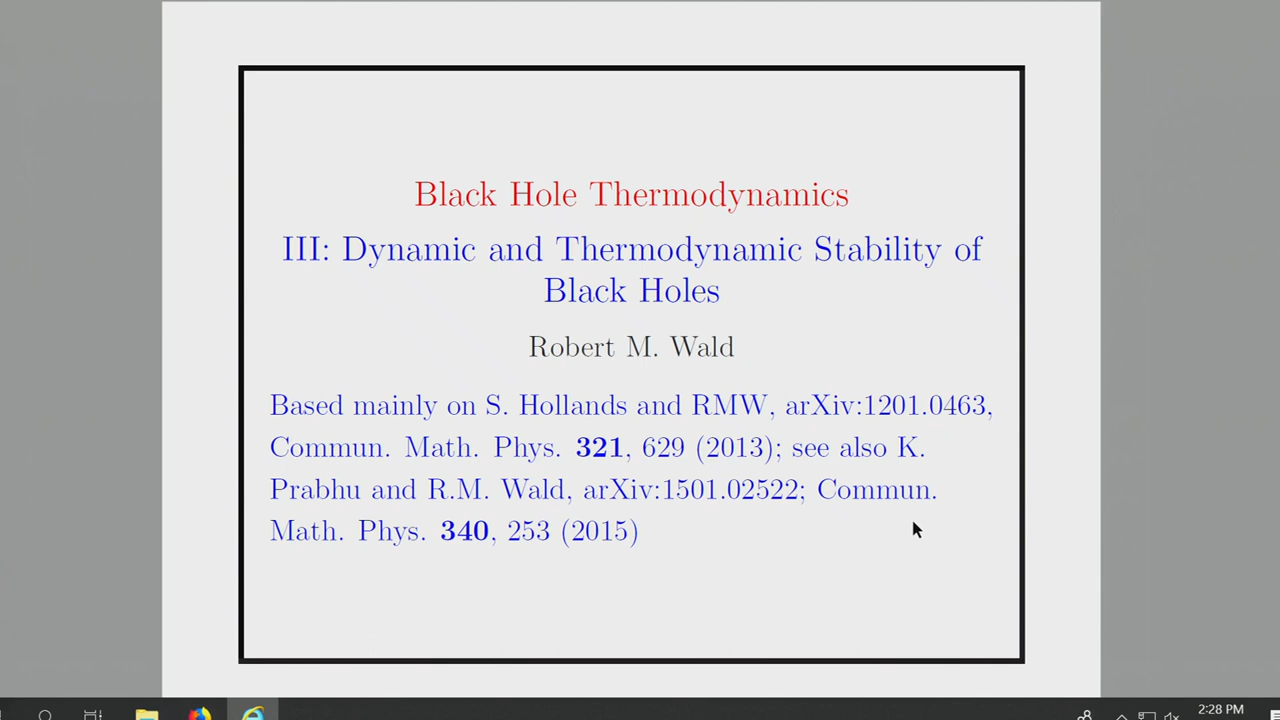 Black Hole Thermodynamics
III: Dynamic and Thermodynamic Stability of
Black Holes
Robert M. Wald
Based mainly on S. Hollands and RMW, arXiv:1201.0463,
Commun. Math. Phys. 321, 629 (2013); see also K.
Prabhu and R.M. Wald, arXiv:1501.02522; Commun.
Math. Phys. 340, 253 (2015)
2:28 PM